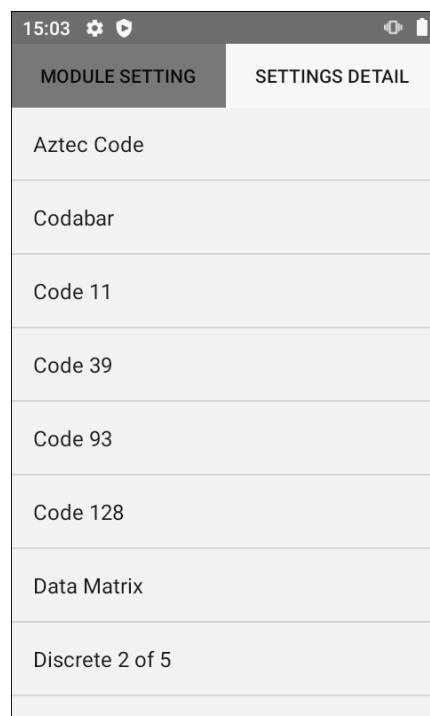 15:03
MODULE SETTING SETTINGS DETAIL
Aztec Code
Codabar
Code 11
Code 39
Code 93
Code 128
Data Matrix
Discrete 2 of 5